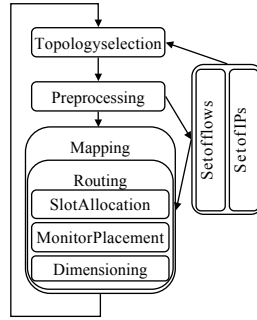 Topologyselection
Preprocessing
Mapping
Routing
SlotAllocation
MonitorPlacement
Dimensioning
Setofflows
SetofIPs